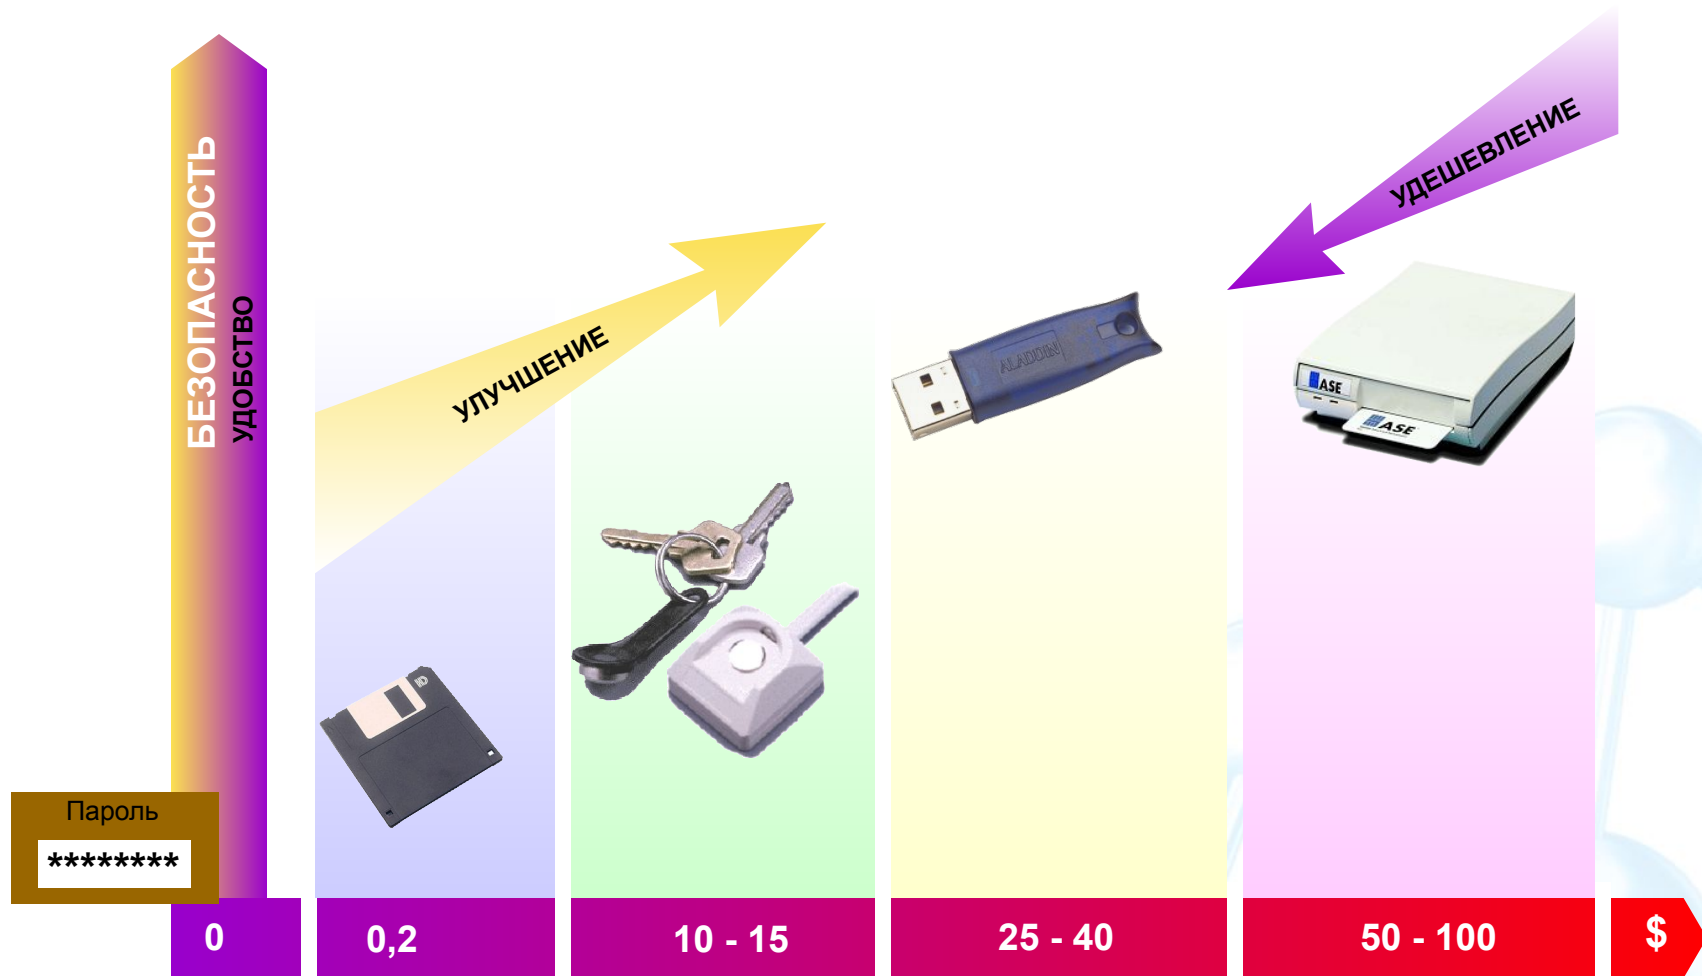 БЕЗОПАСНОСТЬ
УДОБСТВО
УЛУЧШЕНИЕ
УДЕШЕВЛЕНИЕ
ALADDIN
ASE
ASE
Пароль
********
0
0,2
10 - 15
25 - 40
50 - 100
$